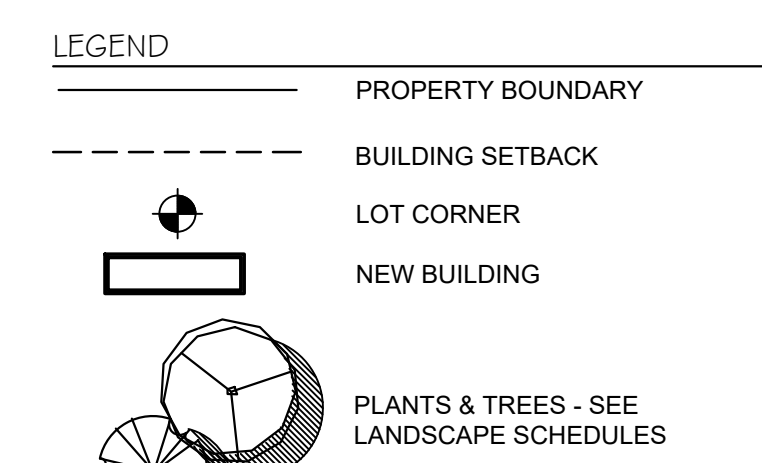 LEGEND
PROPERTY BOUNDARY
BUILDING SETBACK
LOT CORNER
NEW BUILDING
PLANTS & TREES - SEE
LANDSCAPE SCHEDULES